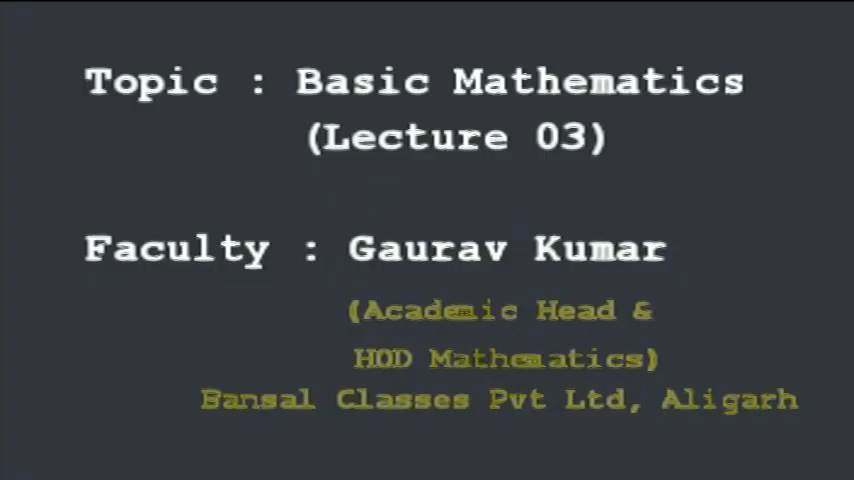 Topic : Basic Mathematics
(Lecture 03)
Faculty : Gaurav Kumar
(Academic Head &
HOD Mathematics)
Bansal Classes Pvt Ltd, Aligarh